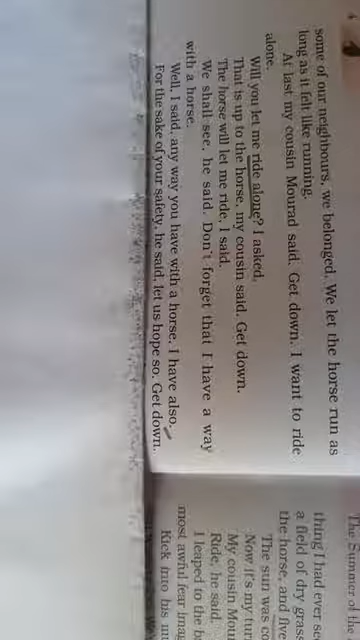 4
some of our neighbours, we belonged. We let the horse run as
long as it felt like running.
At last my cousin Mourad said. Get down. I want to ride
alone.
Will you let me ride alone? I asked.
That is up to the horse, my cousin said. Get down.
The horse will let me ride, I said.
We shall see, he said. Don't forget that I have a way
with a horse.
Well, I said, any way you have with a horse, I have also.
For the sake of your safety, he said, let us hope so. Get down.
The Summer of the
thing I had ever s
a field of dry grass
the horse, and five
The sun was
Now it's my turn
My cousin Mou
Ride, he said.
I leaped to the
most awful fear imag
Kick into his mu